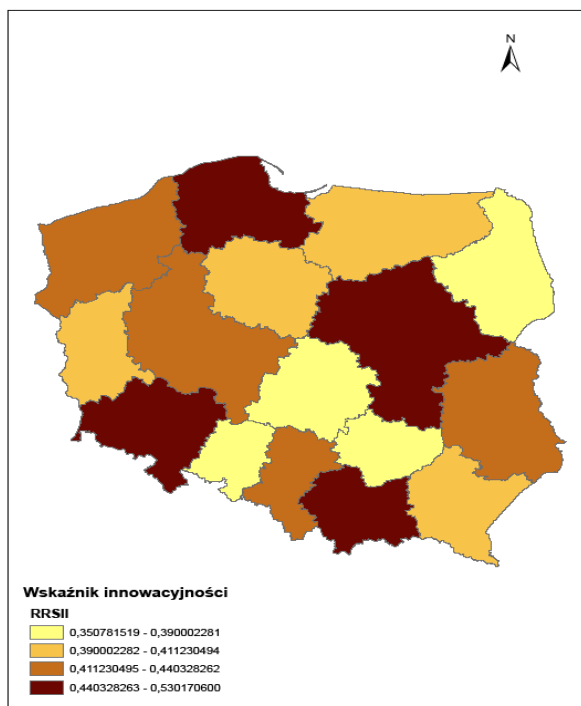 N
Wskaźnik innowacyjności
RRSII
0,350781519 - 0,390002281
0,390002282 - 0,411230494
0,411230495 - 0,440328262
0,440328263 - 0,530170600